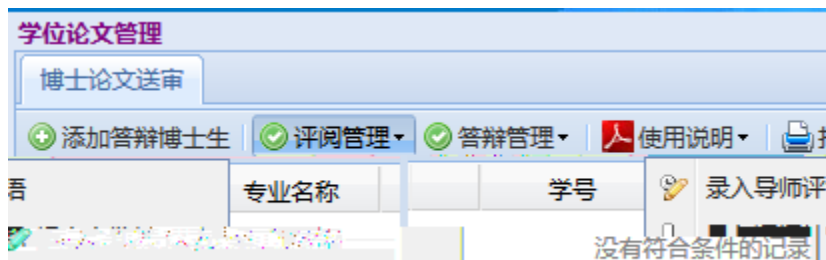 学位论文管理
博士论文送审
添加答辩博士生 评阅管理 答辩管理 使用说明
语 专业名称 学号 录入导师评
没有符合条件的记录